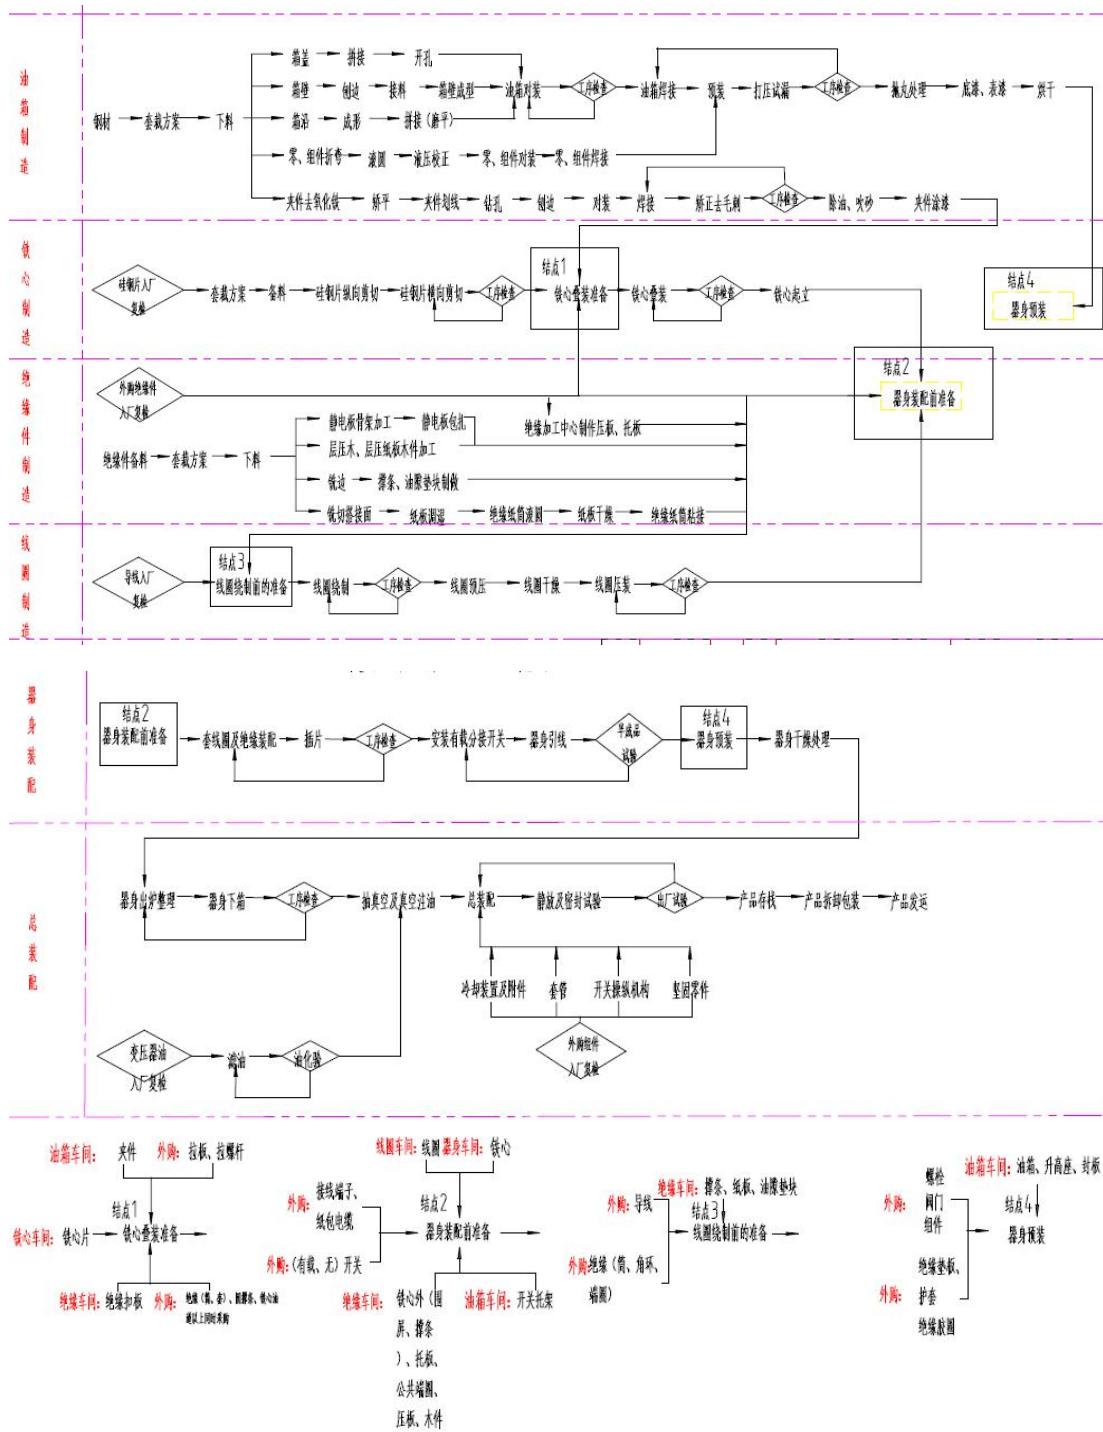 油箱制造
箱盖 拼接 开孔
箱壁 刨边 接料 箱壁成型 油箱对装 工序检查 油箱焊接 预装 打压试漏 工序检查 抛丸处理 底漆、表漆 烘干
钢材 套裁方案 下料 箱沿 成形 拼接(磨平)
零、组件折弯 滚圆 液压校正 零、组件对装 零、组件焊接
夹件去氧化铁 轿平 夹件划线 钻孔 刨边 对装 焊接 矫正去毛刺 工序检查 除油、吹砂 夹件涂漆
铁心制造
硅钢片入厂
复检
套裁方案 备料 硅钢片纵向剪切 硅钢片横向剪切 工序检查
结点1
铁心叠装准备 铁心叠装 工序检查 铁心起立
结点4
器身预装
绝缘件制造
外购绝缘件
入厂复检
结点2
器身装配前准备
静电板骨架加工 静电板包扎 绝缘加工中心制作压板、托板
层压木、层压纸板木件加工
绝缘件备料 套裁方案 下料
铣边 撑条、油隙垫块制做
铣切搭接面 纸板调湿 绝缘纸筒滚圆 纸板干燥 绝缘纸筒粘接
线圈制造
导线入厂
复检
结点3
线圈绕制前的准备 线圈绕制 工序检查 线圈预压 线圈干燥 线圈压装 工序检查
器身装配
结点2
器身装配前准备 套线圈及绝缘装配 插片 工序检查 安装有载分接开关 器身引线
半成品
试验
结点4
器身预装 器身干燥处理
总装配
器身出炉整理 器身下箱 工序检查 抽真空及真空注油 总装配 静放及密封试验 出厂试验 产品存栈 产品拆卸包装 产品发运
冷却装置及附件 套管 开关操纵机构 坚固零件
外购组件
入厂复检
变压器油
入厂复检
滤油 油化验
油箱车间: 夹件 外购: 拉板、拉螺杆
结点1
铁心车间: 铁心片 铁心叠装准备
绝缘车间: 绝缘扣板 外购: 绝缘(筒、套)、圆撑条、铁心油
道以上同时采购
线圈车间: 线圈 器身车间: 铁心
外购: 接线端子、
纸包电缆
结点2
器身装配前准备
外购: (有载、无)开关
绝缘车间: 铁心外(围
屏、撑条
)、托板、
公共端圈、
压板、木件
油箱车间: 开关托架
绝缘车间: 撑条、纸板、油隙垫块
外购: 导线
结点3
线圈绕制前的准备
外购: 绝缘(筒、角环、
端圈)
油箱车间: 油箱、升高座、封板
外购: 螺栓
阀门
组件
结点4
器身预装
外购: 绝缘垫板、
护套
绝缘胶圈